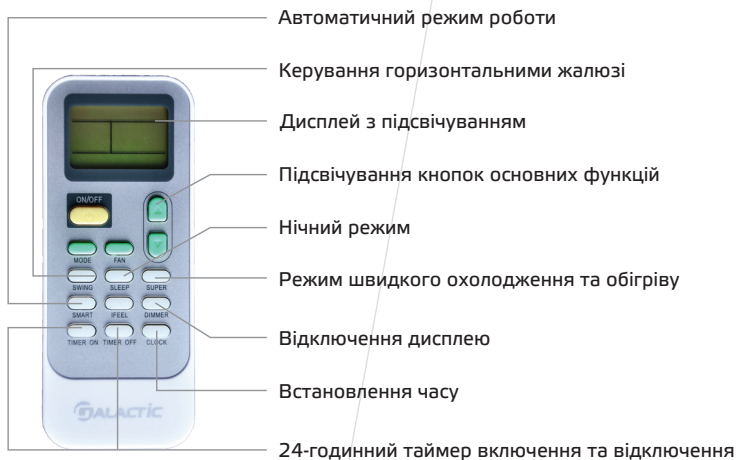 Автоматичний режим роботи
Керування горизонтальними жалюзі
Дисплей з підсвічуванням
Підсвічування кнопок основних функцій
Нічний режим
Режим швидкого охолодження та обігріву
Відключення дисплею
Встановлення часу
24-годинний таймер включення та відключення
ON/OFF
MODE FAN
SWING SLEEP SUPER
SMART IFEEL DIMMER
TIMER ON TIMER OFF CLOCK
GALACTIC